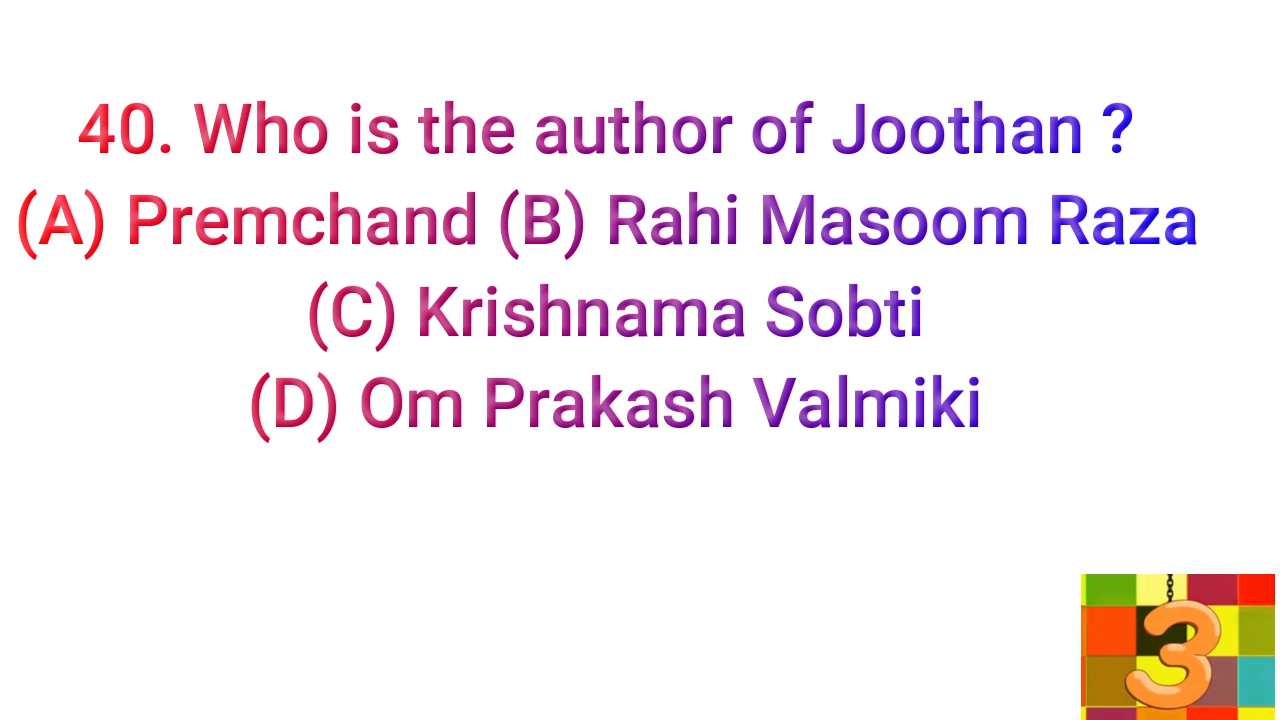 40. Who is the author of Joothan ?
(A) Premchand (B) Rahi Masoom Raza
(C) Krishnama Sobti
(D) Om Prakash Valmiki
3